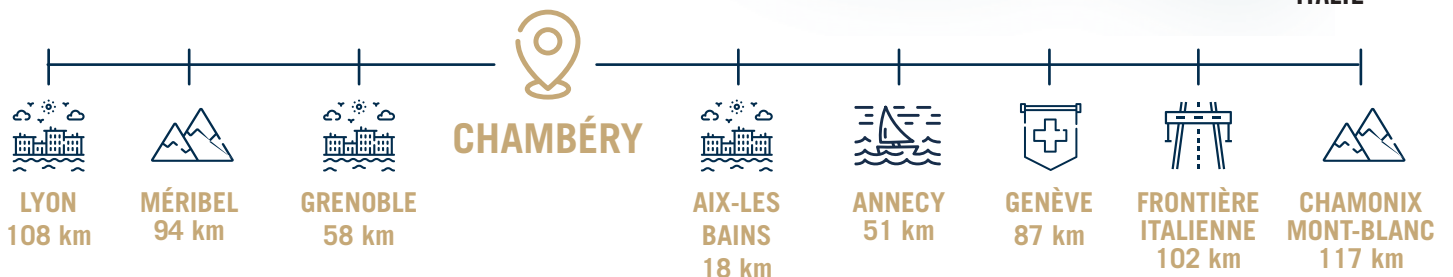 ITALIE
CHAMBÉRY
LYON
108 km
MÉRIBEL
94 km
GRENOBLE
58 km
AIX-LES
BAINS
18 km
ANNECY
51 km
GENÈVE
87 km
FRONTIÈRE
ITALIENNE
102 km
CHAMONIX
MONT-BLANC
117 km